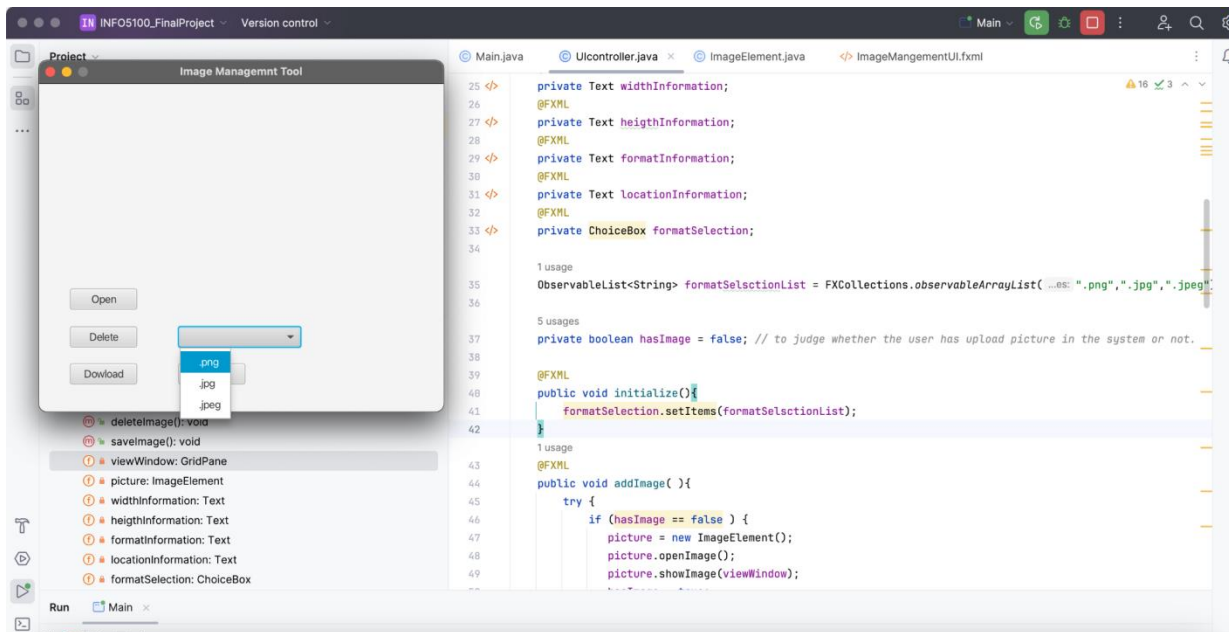 IN INFO5100_FinalProject Version control Main
Project
Main.java UIcontroller.java ImageElement.java ImageMangementUI.fxml
Image Managemnt Tool
Open
Delete
Dowload
.png
.jpg
.jpeg
deleteImage(): void
saveImage(): void
viewWindow: GridPane
picture: ImageElement
widthInformation: Text
heigthInformation: Text
formatInformation: Text
locationInformation: Text
formatSelection: ChoiceBox
16 3
25 private Text widthInformation;
26 @FXML
27 private Text heigthInformation;
28 @FXML
29 private Text formatInformation;
30 @FXML
31 private Text locationInformation;
32 @FXML
33 private ChoiceBox formatSelection;
34
1 usage
35 ObservableList<String> formatSelsctionList = FXCollections.observableArrayList( ...es: ".png",".jpg",".jpeg"
36
5 usages
37 private boolean hasImage = false; // to judge whether the user has upload picture in the system or not.
38
39 @FXML
40 public void initialize(){
41 formatSelection.setItems(formatSelsctionList);
42 }
1 usage
43 @FXML
44 public void addImage( ){
45 try {
46 if (hasImage == false ) {
47 picture = new ImageElement();
48 picture.openImage();
49 picture.showImage(viewWindow);
Run Main